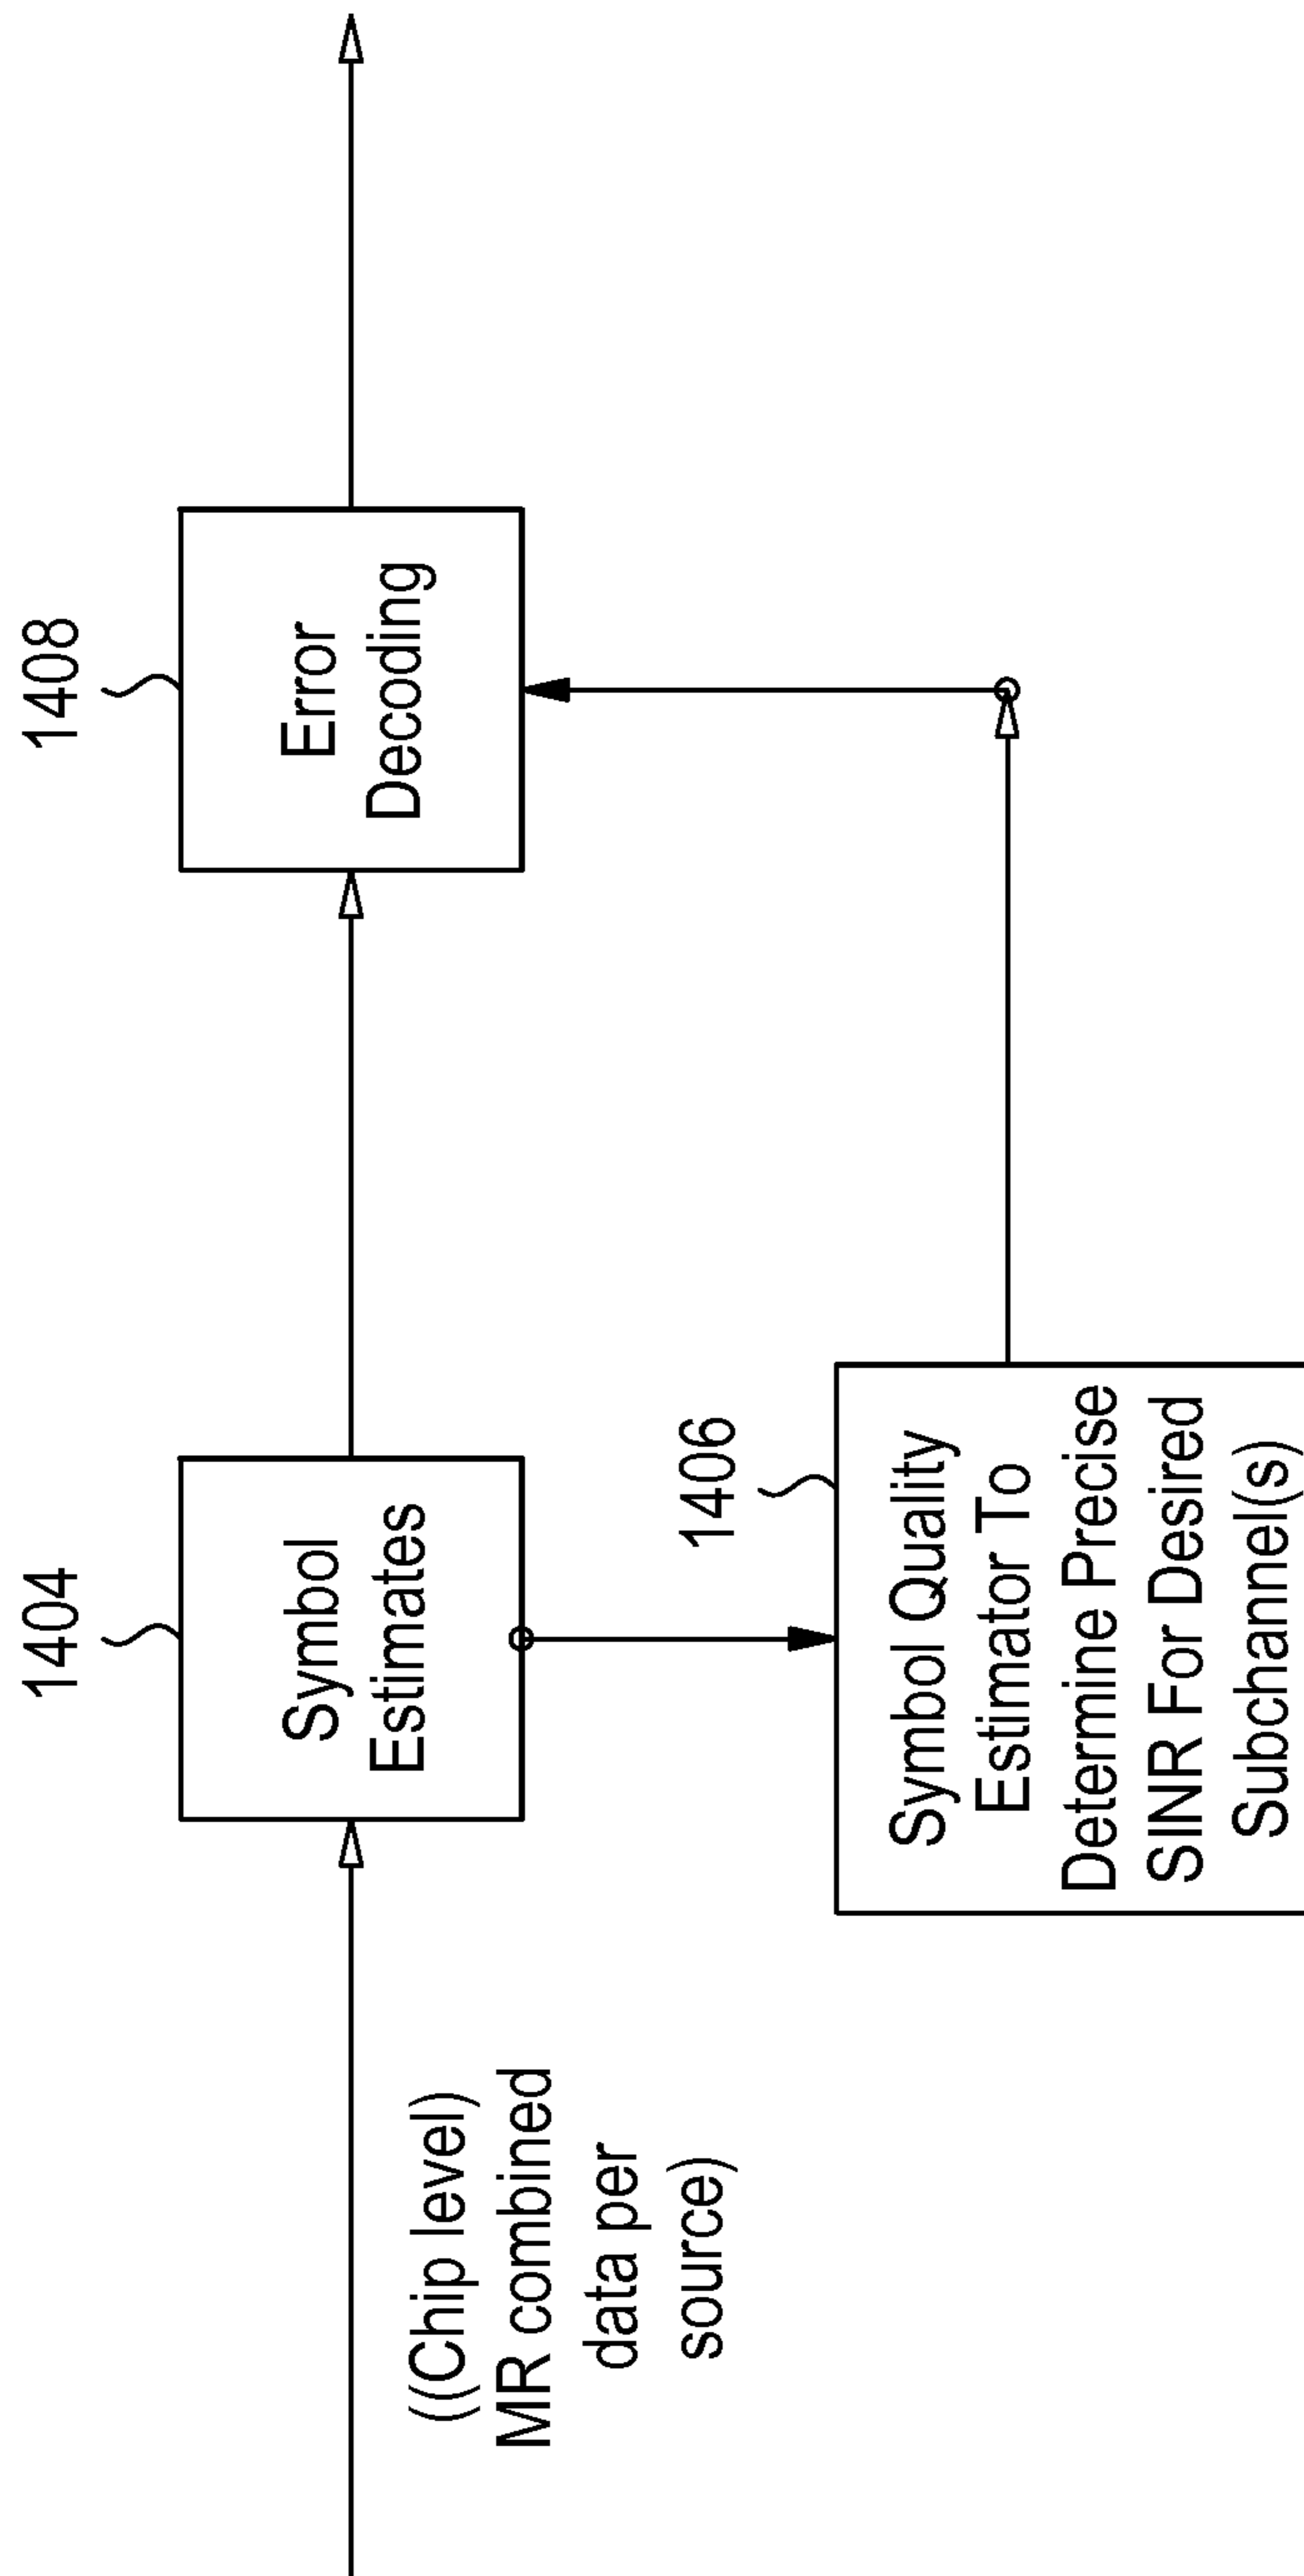 1404
Symbol
Estimates
1408
Error
Decoding
((Chip level)
MR combined
data per
source)
1406
Symbol Quality
Estimator To
Determine Precise
SINR For Desired
Subchannel(s)